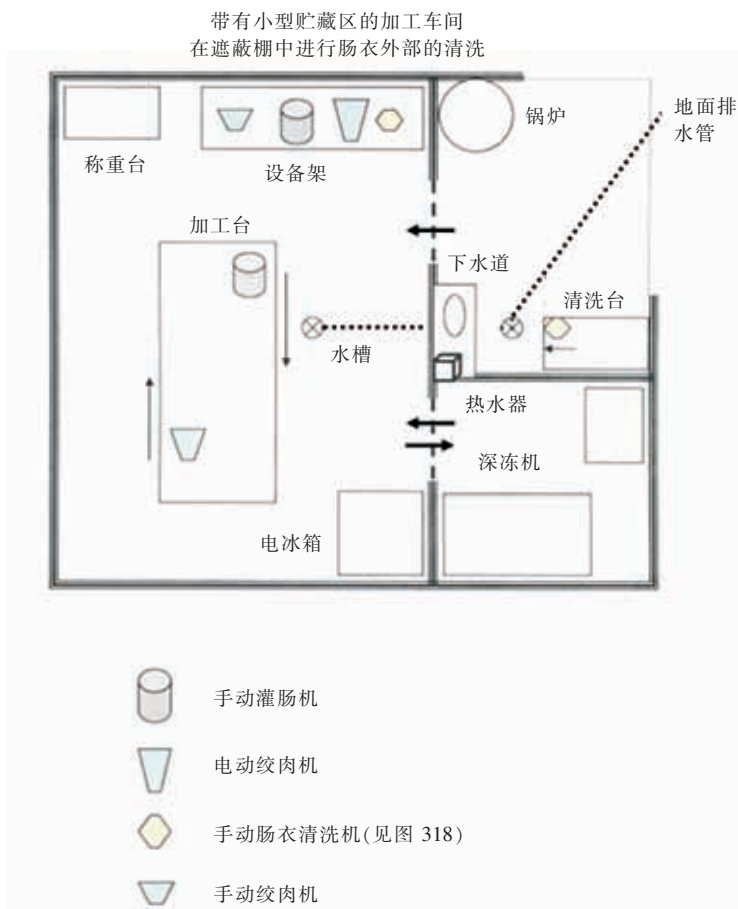 带有小型贮藏区的加工车间
在遮蔽棚中进行肠衣外部的清洗
称重台
设备架
锅炉
地面排
水管
加工台
下水道
清洗台
水槽
热水器
深冻机
电冰箱
手动灌肠机
电动绞肉机
手动肠衣清洗机(见图 318)
手动绞肉机